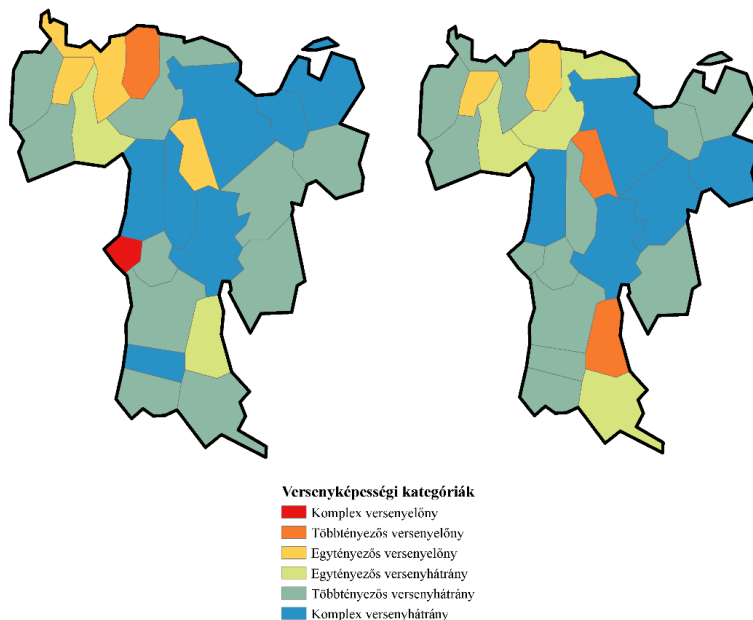 Versenyképességi kategóriák
Komplex versenyelőny
Többtényezős versenyelőny
Egytényezős versenyelőny
Egytényezős versenyhátrány
Többtényezős versenyhátrány
Komplex versenyhátrány